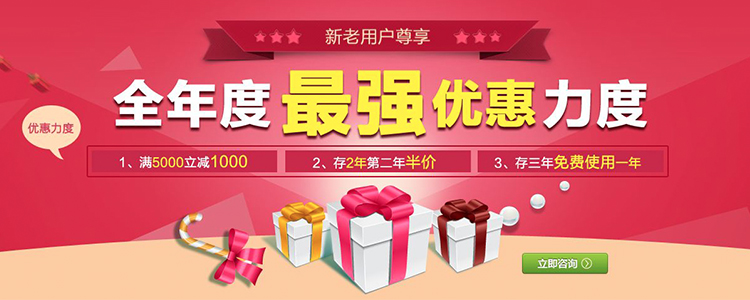 新老用户尊享
全年度最强优惠力度
优惠力度
1、满5000立减1000
2、存2年第二年半价
3、存三年免费使用一年
立即咨询